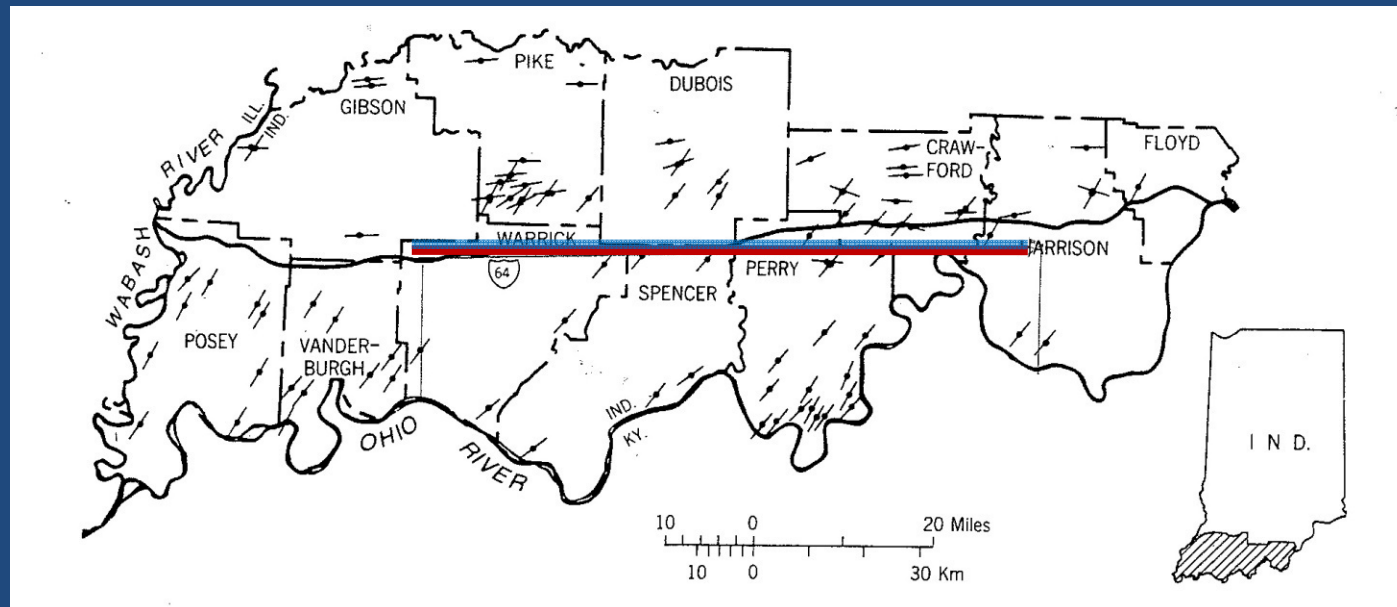 PIKE
DUBOIS
GIBSON
ILL.
IND.
RIVER
CRAW-
FORD
FLOYD
WABASH
WARRICK
ARRISON
64
PERRY
SPENCER
POSEY
VANDER-
BURGH
IND.
KY.
OHIO
RIVER
IND.
10 0 20 Miles
10 0 30 Km